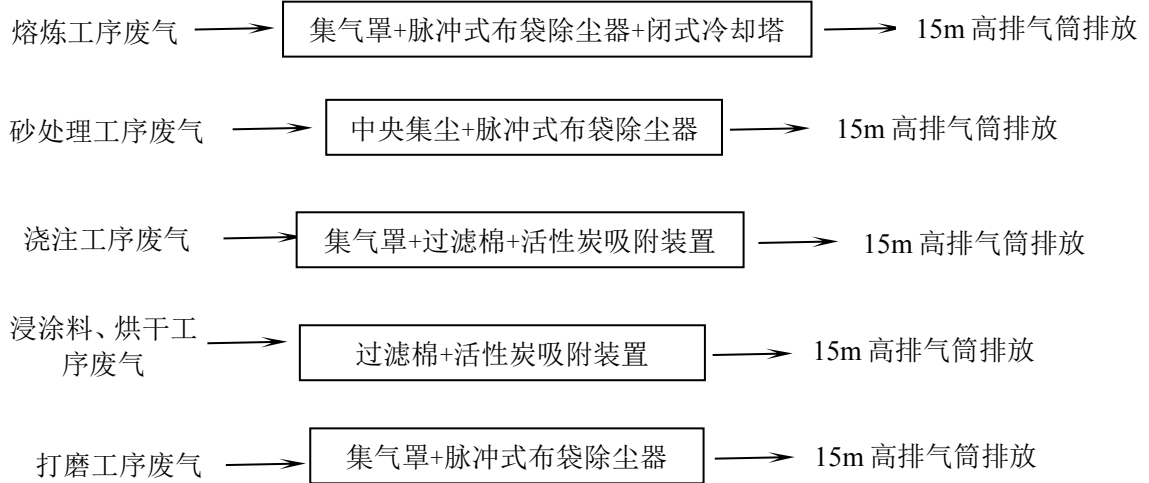 熔炼工序废气 集气罩+脉冲式布袋除尘器+闭式冷却塔 15m 高排气筒排放
砂处理工序废气 中央集尘+脉冲式布袋除尘器 15m 高排气筒排放
浇注工序废气 集气罩+过滤棉+活性炭吸附装置 15m 高排气筒排放
浸涂料、烘干工
序废气 过滤棉+活性炭吸附装置 15m 高排气筒排放
打磨工序废气 集气罩+脉冲式布袋除尘器 15m 高排气筒排放